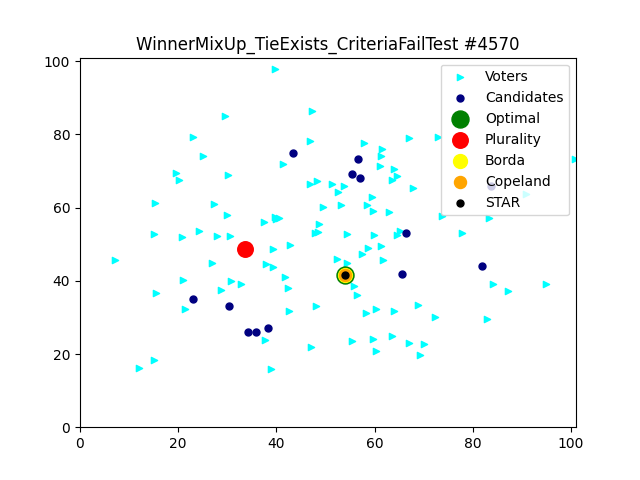 WinnerMixUp_TieExists_CriteriaFailTest #4570
100
80
60
40
20
0
0 20 40 60 80 100
Voters
Candidates
Optimal
Plurality
Borda
Copeland
STAR